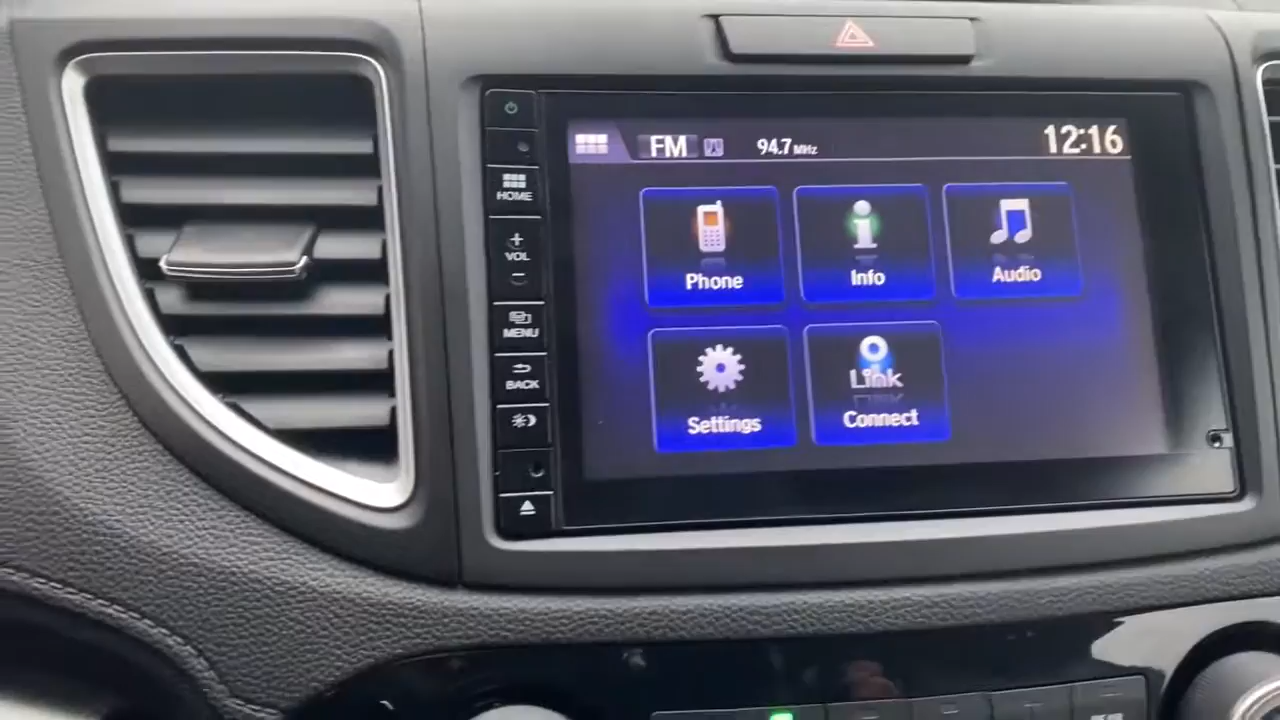 FM 94.7 MHz 12:16
HOME
+
VOL
−
MENU
BACK
Phone
Info
Audio
Settings
Link
Connect